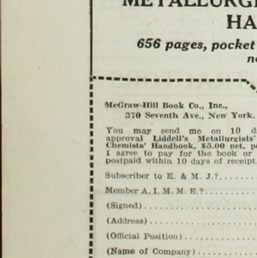 METALLURG
HA
656 pages, pocket
McGraw-Hill Book Co., Inc.,
370 Seventh Ave., New York.
You may send me on 10 d
approval Liddell's Metallurgists'
Chemists' Handbook, $5.00 net, po
I agree to pay for the book or
postpaid within 10 days of receipt.
Subscriber to E. & M. J.?
Member A. I. M. M. E.?
(Signed)
(Address)
(Official Position)
(Name of Company)